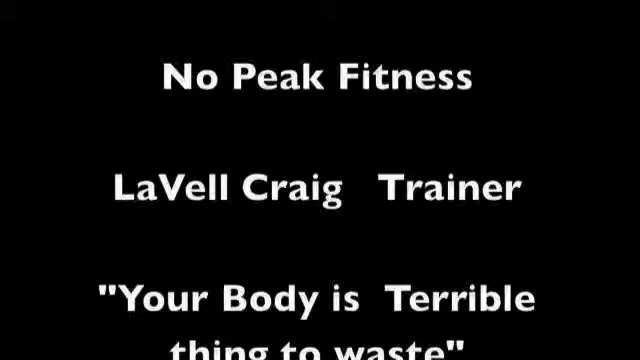 No Peak Fitness
LaVell Craig Trainer
"Your Body is Terrible
thing to waste"